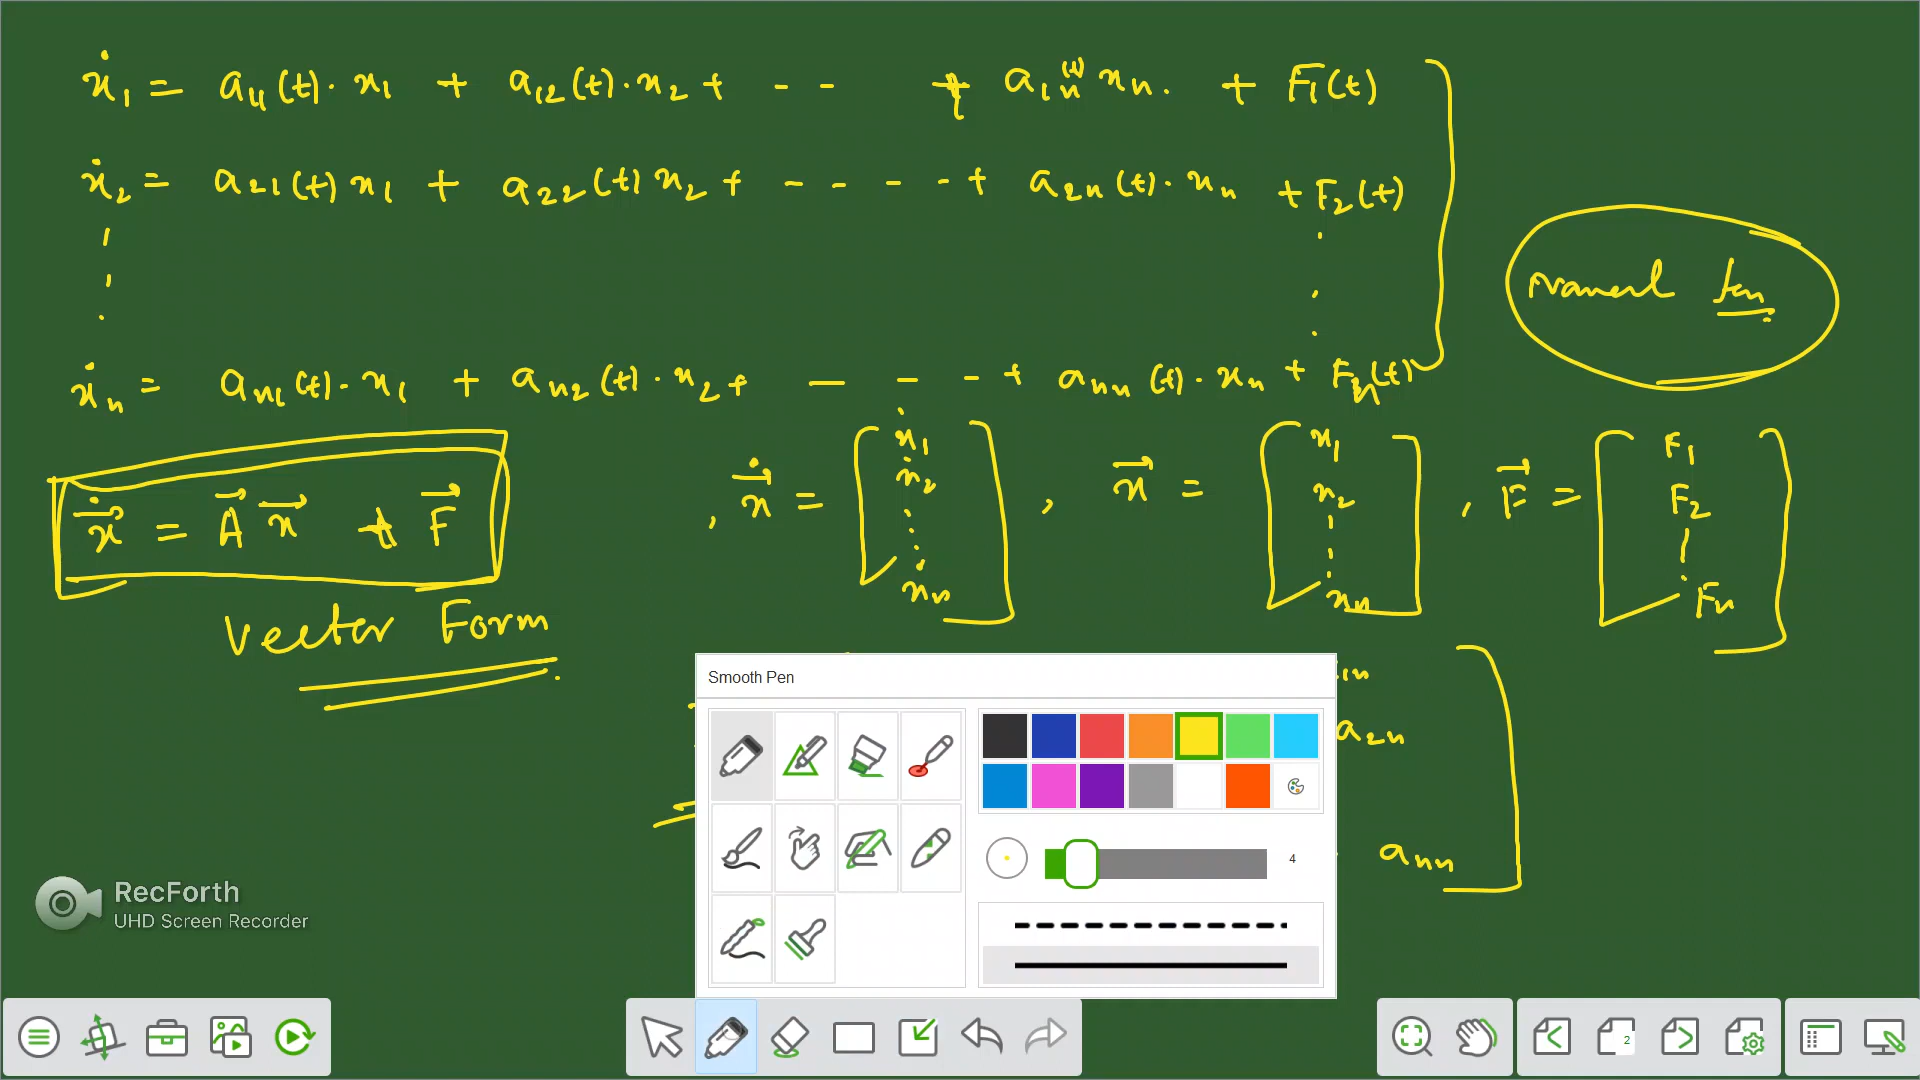 ẋ₁ = a₁₁(t)·x₁ + a₁₂(t)·x₂ + - - + a₁ₙ(t) xₙ. + F₁(t)
ẋ₂ = a₂₁(t) x₁ + a₂₂(t) x₂ + - - - - + a₂ₙ(t)·xₙ + F₂(t)
ẋₙ = aₙ₁(t)·x₁ + aₙ₂(t)·x₂ + - - - + aₙₙ(t)·xₙ + Fₙ(t)
ẋ⃗ = A⃗ x⃗ + F⃗ , ẋ⃗ = [ẋ₁ ẋ₂ ⋮ ẋₙ] , x⃗ = [x₁ x₂ ⋮ xₙ] , F⃗ = [F₁ F₂ ⋮ Fₙ]
Vector Form
Smooth Pen
a₂ₙ
4
aₙₙ
RecForth
UHD Screen Recorder
2